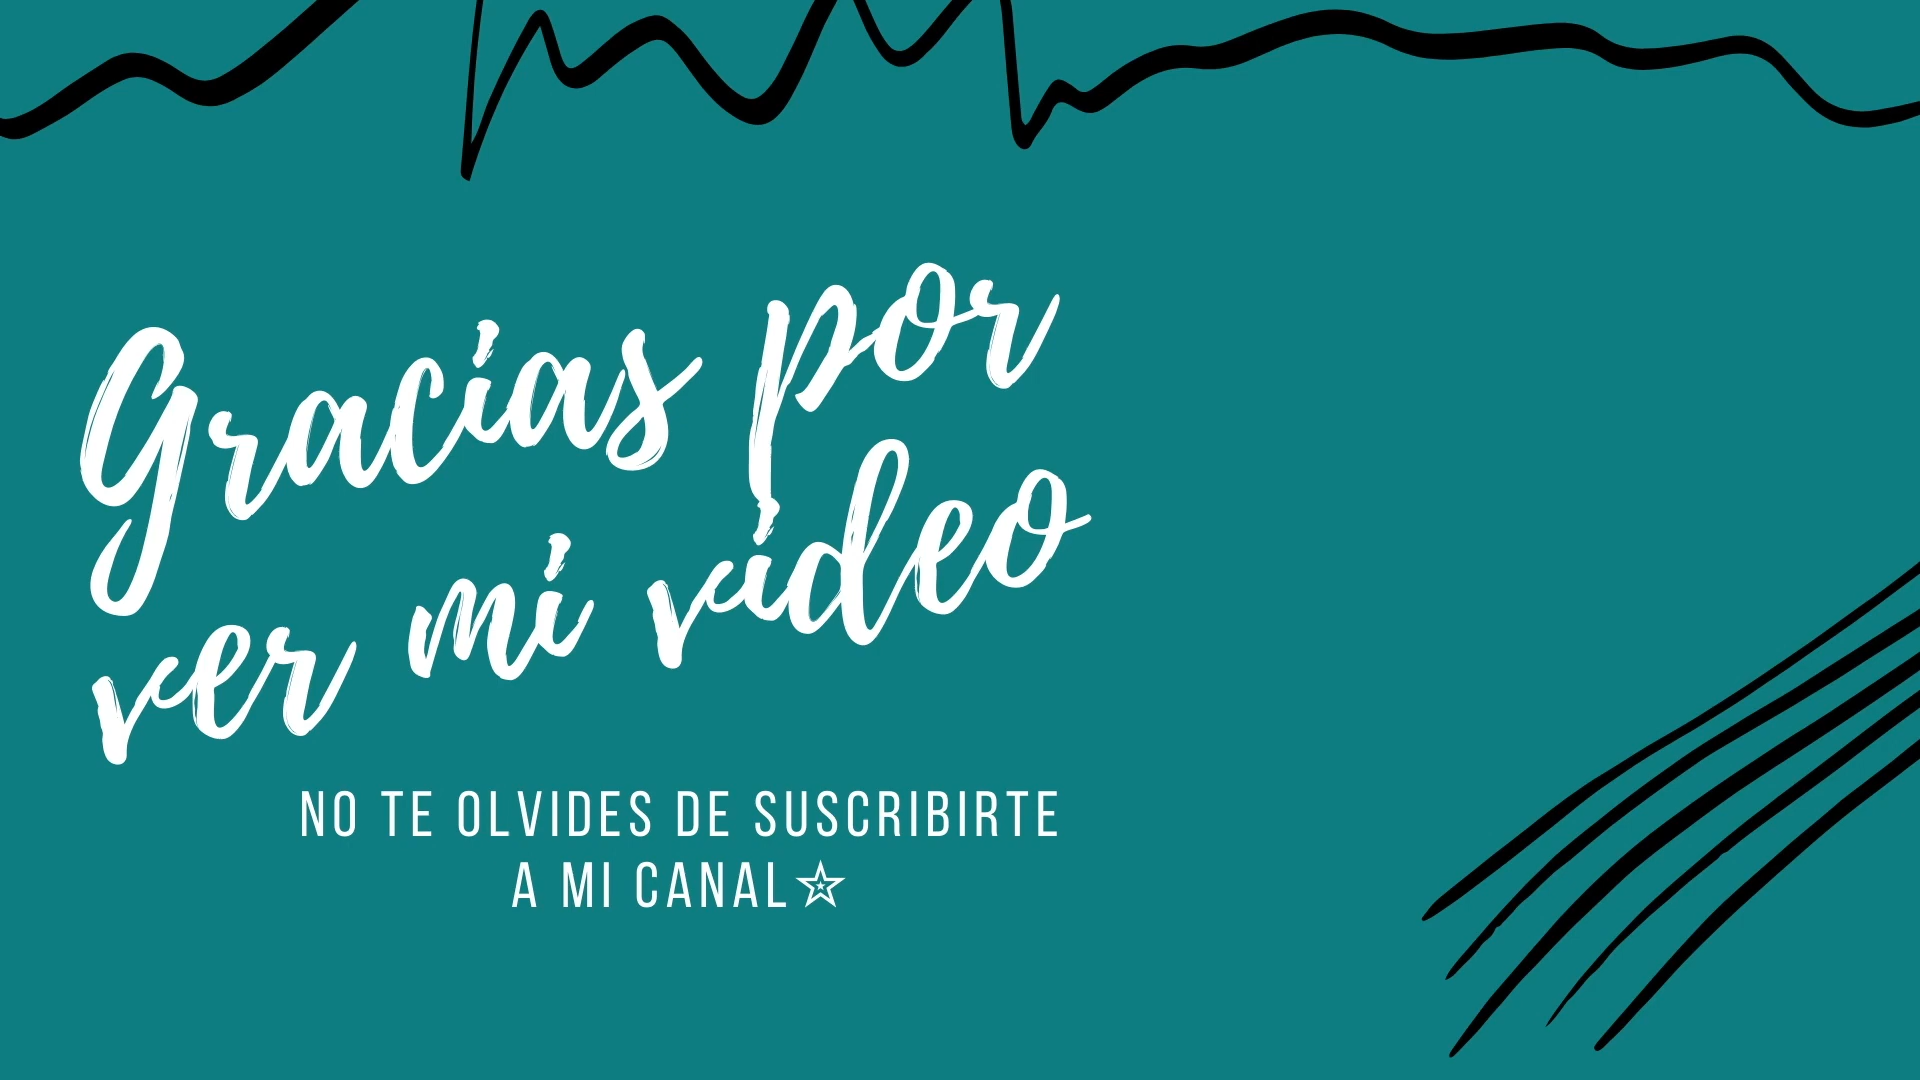 Gracias por
ver mi video
NO TE OLVIDES DE SUSCRIBIRTE
A MI CANAL☆